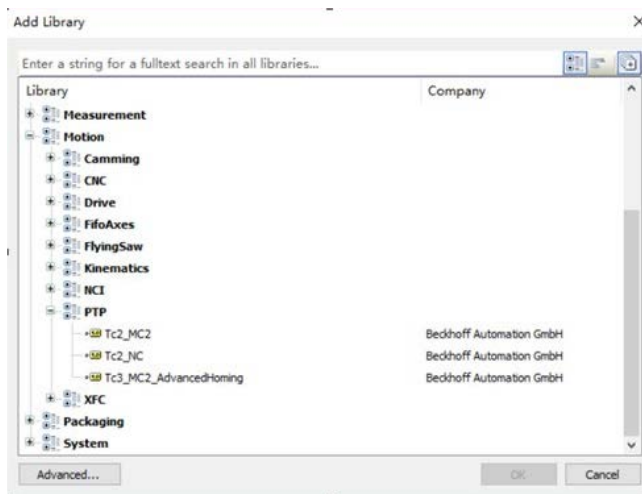 Add Library
Enter a string for a fulltext search in all libraries...
Library Company
Measurement
Motion
Camming
CNC
Drive
FifoAxes
FlyingSaw
Kinematics
NCI
PTP
Tc2_MC2 Beckhoff Automation GmbH
Tc2_NC Beckhoff Automation GmbH
Tc3_MC2_AdvancedHoming Beckhoff Automation GmbH
XFC
Packaging
System
Advanced... OK Cancel